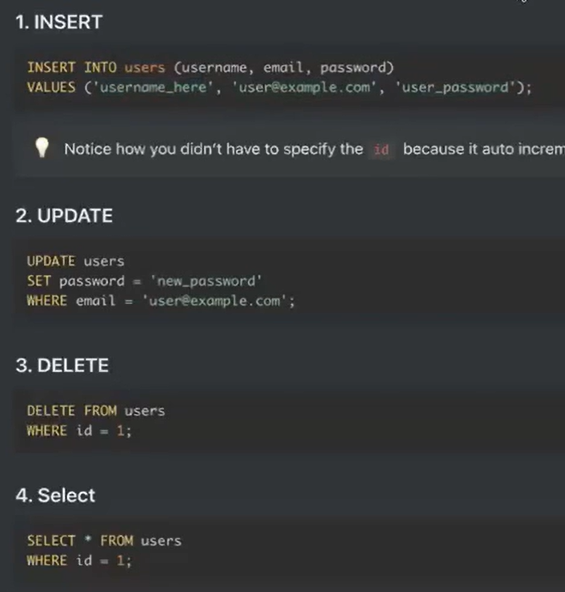 1. INSERT
INSERT INTO users (username, email, password)
VALUES ('username_here', 'user@example.com', 'user_password');
Notice how you didn't have to specify the id because it auto increm
2. UPDATE
UPDATE users
SET password = 'new_password'
WHERE email = 'user@example.com';
3. DELETE
DELETE FROM users
WHERE id = 1;
4. Select
SELECT * FROM users
WHERE id = 1;